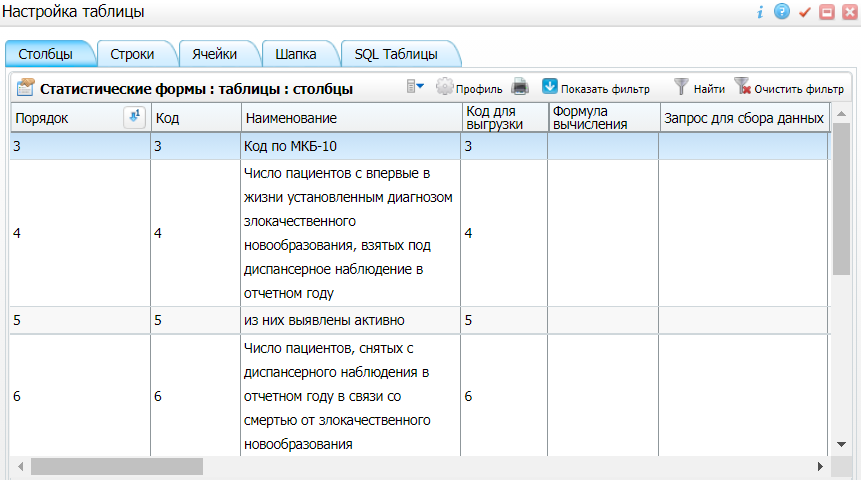 Настройка таблицы
Столбцы Строки Ячейки Шапка SQL Таблицы
Статистические формы : таблицы : столбцы Профиль Показать фильтр Найти Очистить фильтр
Порядок Код Наименование Код для выгрузки Формула вычисления Запрос для сбора данных
3 3 Код по МКБ-10 3
Число пациентов с впервые в
жизни установленным диагнозом
злокачественного
4 4 новообразования, взятых под 4
диспансерное наблюдение в
отчетном году
5 5 из них выявлены активно 5
Число пациентов, снятых с
диспансерного наблюдения в
6 6 отчетном году в связи со 6
смертью от злокачественного
новообразования